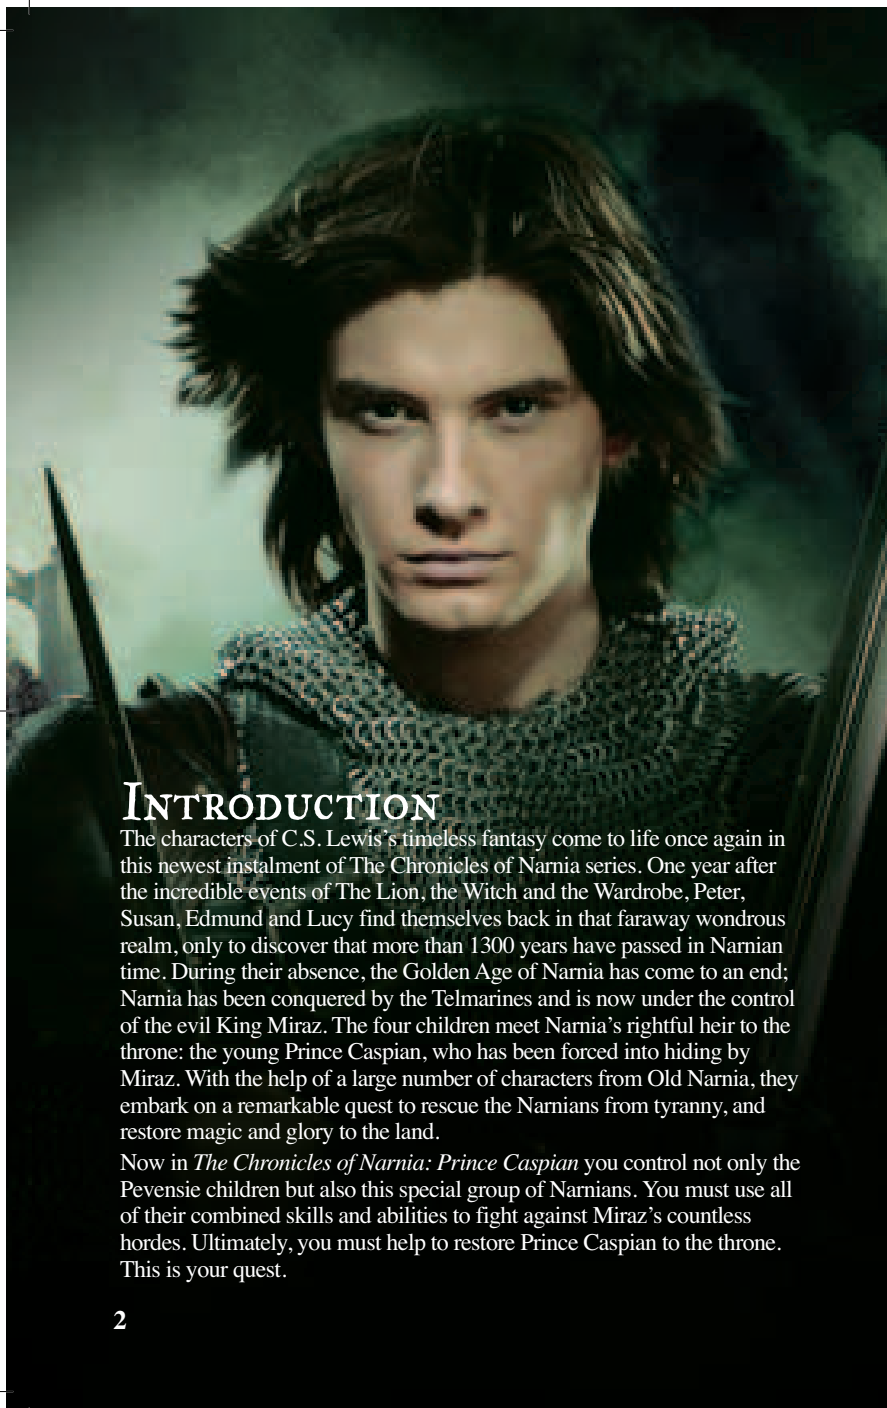 Introduction
The characters of C.S. Lewis's timeless fantasy come to life once again in
this newest instalment of The Chronicles of Narnia series. One year after
the incredible events of The Lion, the Witch and the Wardrobe, Peter,
Susan, Edmund and Lucy find themselves back in that faraway wondrous
realm, only to discover that more than 1300 years have passed in Narnian
time. During their absence, the Golden Age of Narnia has come to an end;
Narnia has been conquered by the Telmarines and is now under the control
of the evil King Miraz. The four children meet Narnia's rightful heir to the
throne: the young Prince Caspian, who has been forced into hiding by
Miraz. With the help of a large number of characters from Old Narnia, they
embark on a remarkable quest to rescue the Narnians from tyranny, and
restore magic and glory to the land.
Now in The Chronicles of Narnia: Prince Caspian you control not only the
Pevensie children but also this special group of Narnians. You must use all
of their combined skills and abilities to fight against Miraz's countless
hordes. Ultimately, you must help to restore Prince Caspian to the throne.
This is your quest.
2